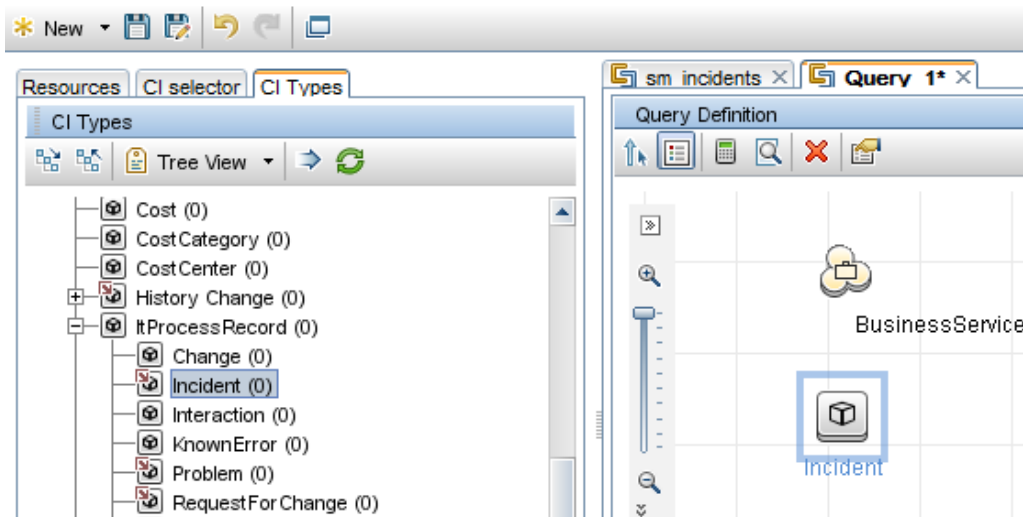 New
Resources
CI selector
CI Types
CI Types
Tree View
Cost (0)
CostCategory (0)
CostCenter (0)
History Change (0)
ItProcessRecord (0)
Change (0)
Incident (0)
Interaction (0)
KnownError (0)
Problem (0)
RequestForChange (0)
sm incidents
Query 1*
Query Definition
BusinessService
Incident